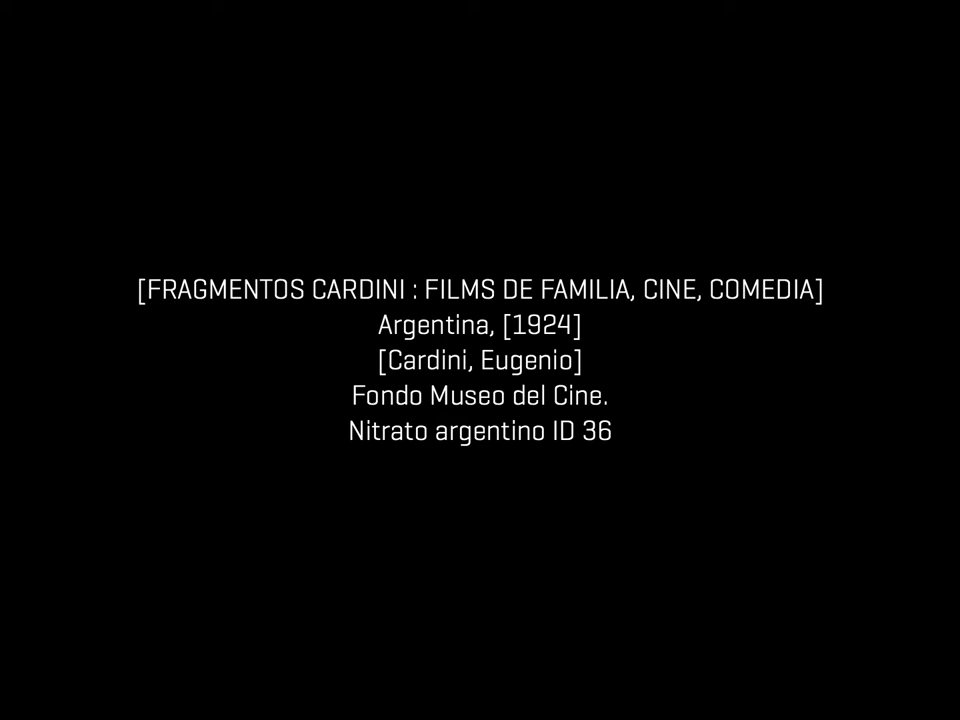 [FRAGMENTOS CARDINI : FILMS DE FAMILIA, CINE, COMEDIA]
Argentina, [1924]
[Cardini, Eugenio]
Fondo Museo del Cine.
Nitrato argentino ID 36